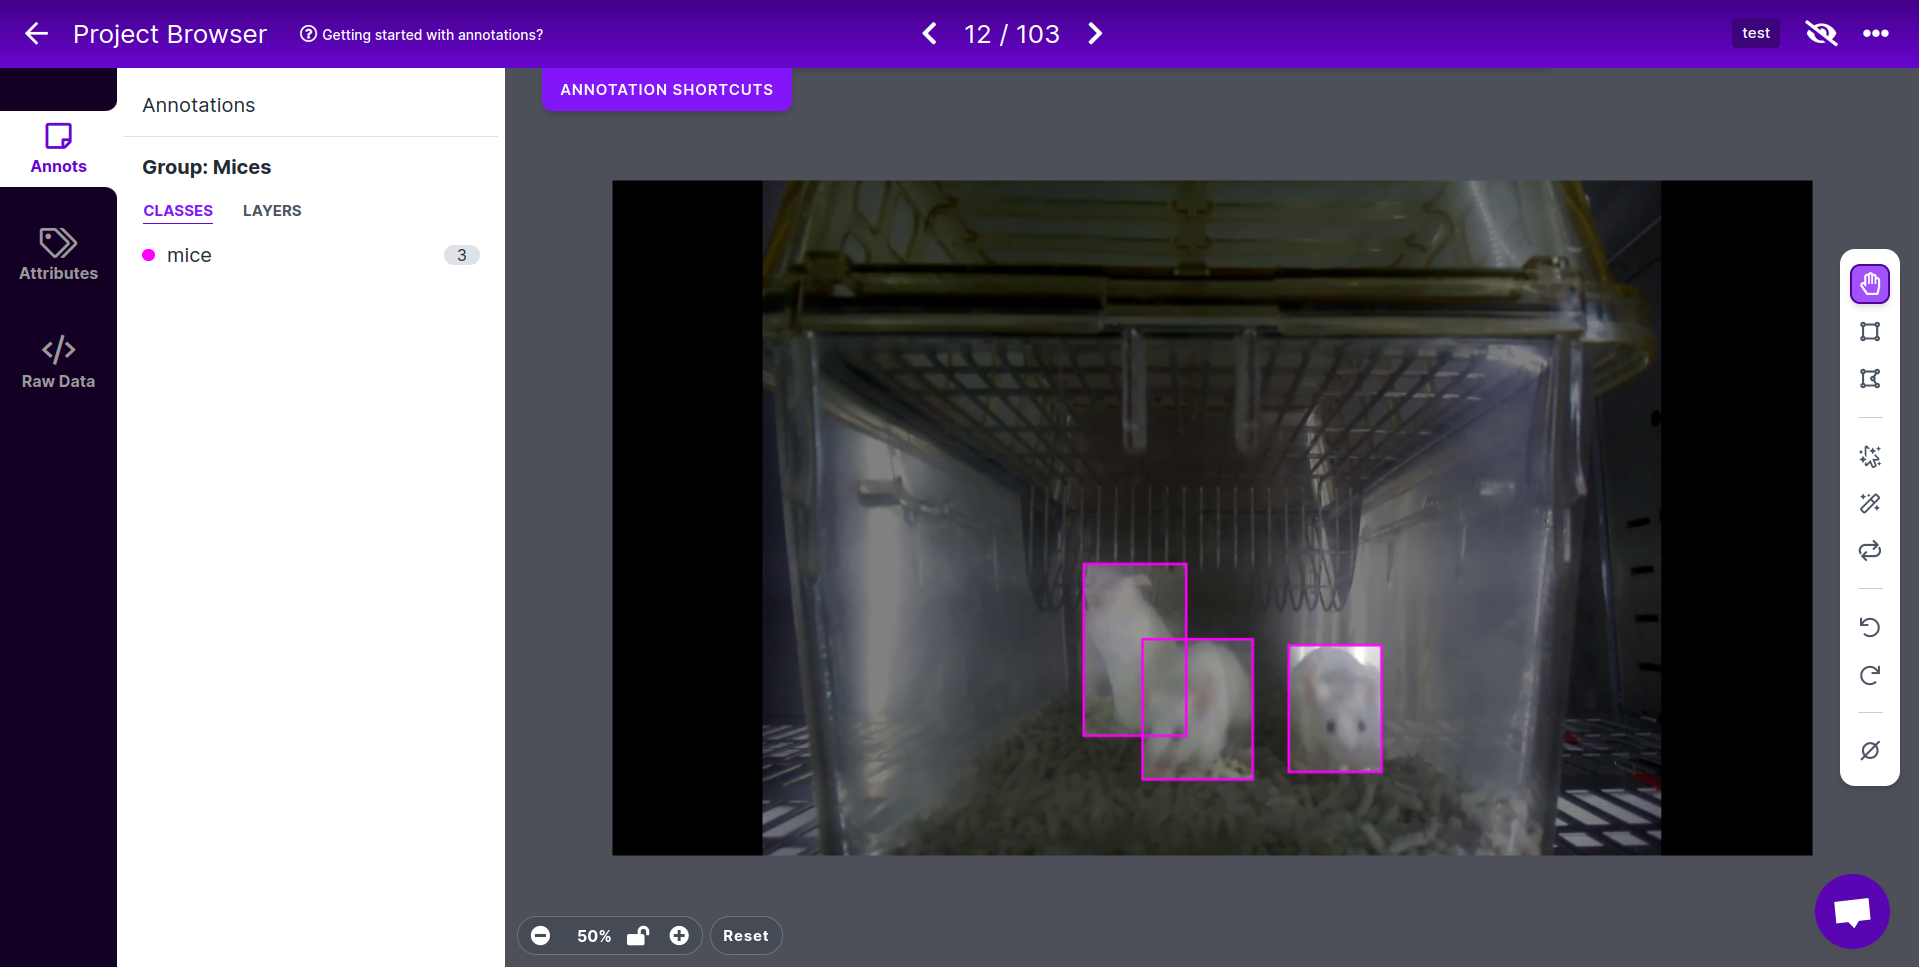 Project Browser
Getting started with annotations?
12 / 103
test
ANNOTATION SHORTCUTS
Annots
Attributes
Raw Data
Annotations
Group: Mices
CLASSES LAYERS
mice 3
50%
Reset